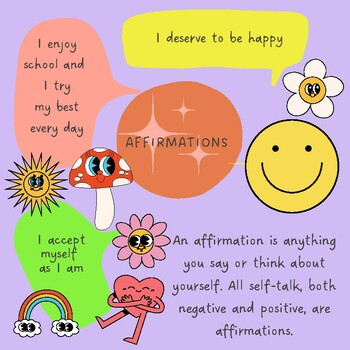 I enjoy
school and
I try
my best
every day
I deserve to be happy
AFFIRMATIONS
I accept
myself
as I am
An affirmation is anything
you say or think about
yourself. All self-talk, both
negative and positive, are
affirmations.